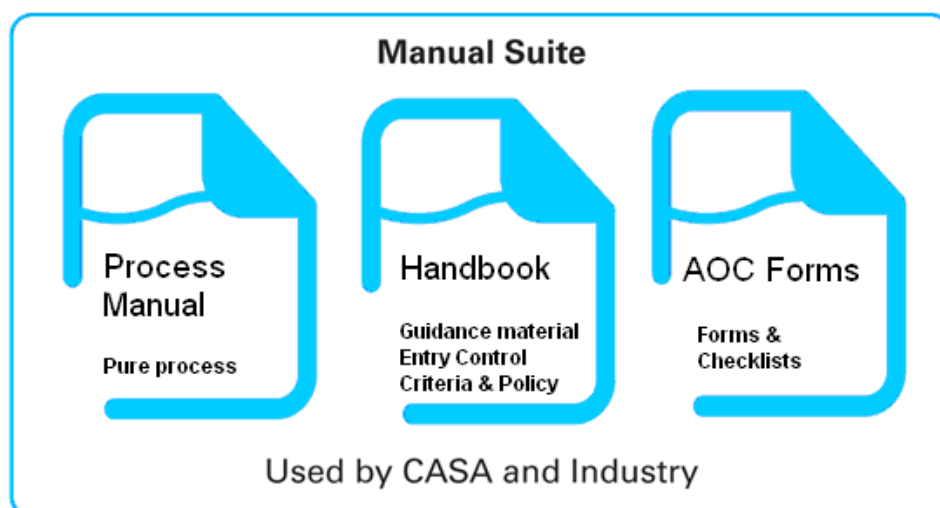 Manual Suite
Process
Manual
Pure process
Handbook
Guidance material
Entry Control
Criteria & Policy
AOC Forms
Forms &
Checklists
Used by CASA and Industry